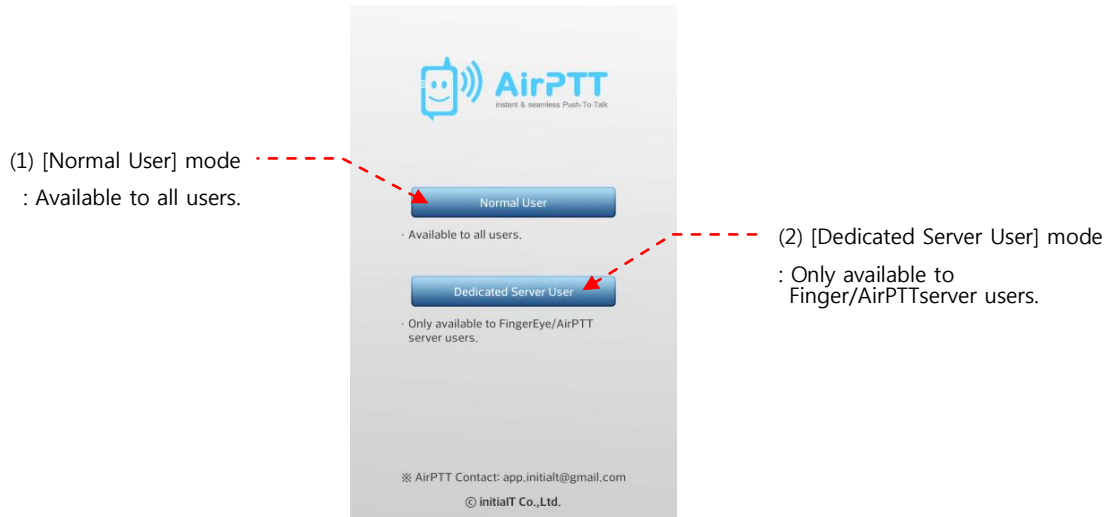 AirPTT
instant & seamless Push-To-Talk
(1) [Normal User] mode
: Available to all users.
Normal User
· Available to all users.
(2) [Dedicated Server User] mode
: Only available to
Finger/AirPTTserver users.
Dedicated Server User
· Only available to FingerEye/AirPTT
server users.
※ AirPTT Contact: app.initialt@gmail.com
ⓒ initialT Co.,Ltd.